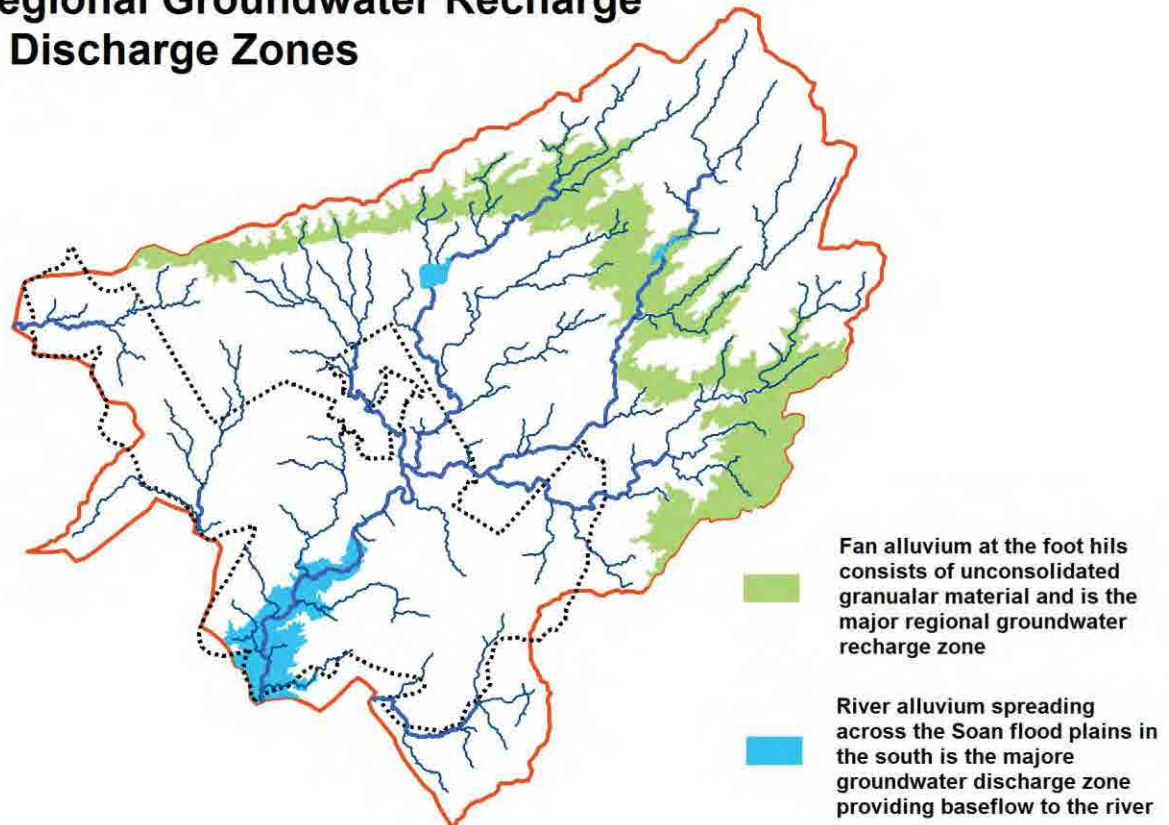 egional Groundwater Recharge
Discharge Zones
Fan alluvium at the foot hils
consists of unconsolidated
granualar material and is the
major regional groundwater
recharge zone
River alluvium spreading
across the Soan flood plains in
the south is the majore
groundwater discharge zone
providing baseflow to the river